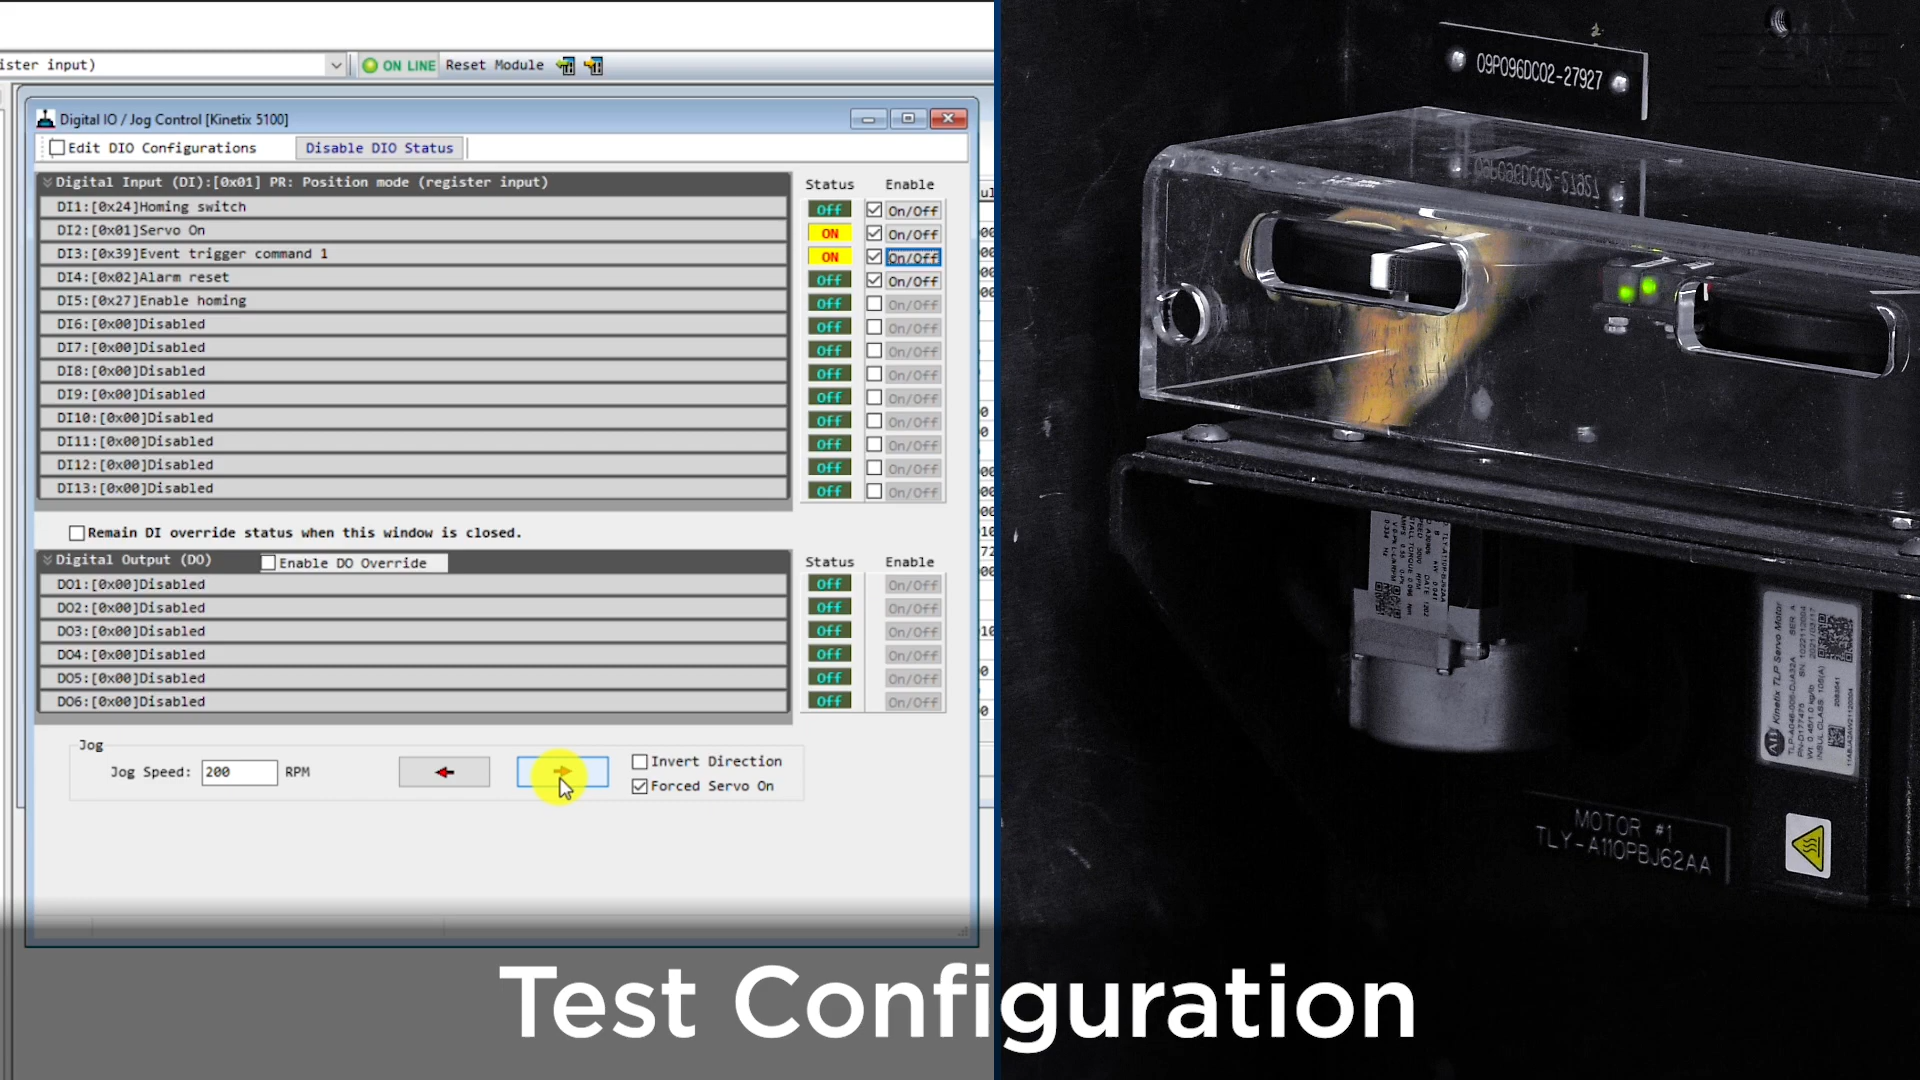 ister input)
ON LINE Reset Module
Digital IO / Jog Control [Kinetix 5100]
Edit DIO Configurations Disable DIO Status
Digital Input (DI):[0x01] PR: Position mode (register input) Status Enable
DI1:[0x24]Homing switch Off On/Off
DI2:[0x01]Servo On ON On/Off
DI3:[0x39]Event trigger command 1 ON On/Off
DI4:[0x02]Alarm reset Off On/Off
DI5:[0x27]Enable homing Off On/Off
DI6:[0x00]Disabled Off On/Off
DI7:[0x00]Disabled Off On/Off
DI8:[0x00]Disabled Off On/Off
DI9:[0x00]Disabled Off On/Off
DI10:[0x00]Disabled Off On/Off
DI11:[0x00]Disabled Off On/Off
DI12:[0x00]Disabled Off On/Off
DI13:[0x00]Disabled Off On/Off
Remain DI override status when this window is closed.
Digital Output (DO) Enable DO Override Status Enable
DO1:[0x00]Disabled Off On/Off
DO2:[0x00]Disabled Off On/Off
DO3:[0x00]Disabled Off On/Off
DO4:[0x00]Disabled Off On/Off
DO5:[0x00]Disabled Off On/Off
DO6:[0x00]Disabled Off On/Off
Jog
Jog Speed: 200 RPM
Invert Direction
Forced Servo On
09P096DC02-27927
Kinetix TLP Servo Motor
TLP-A046-005-DJA32A SER A
MOTOR #1
TLY-A110PBJ62AA
Test Configuration